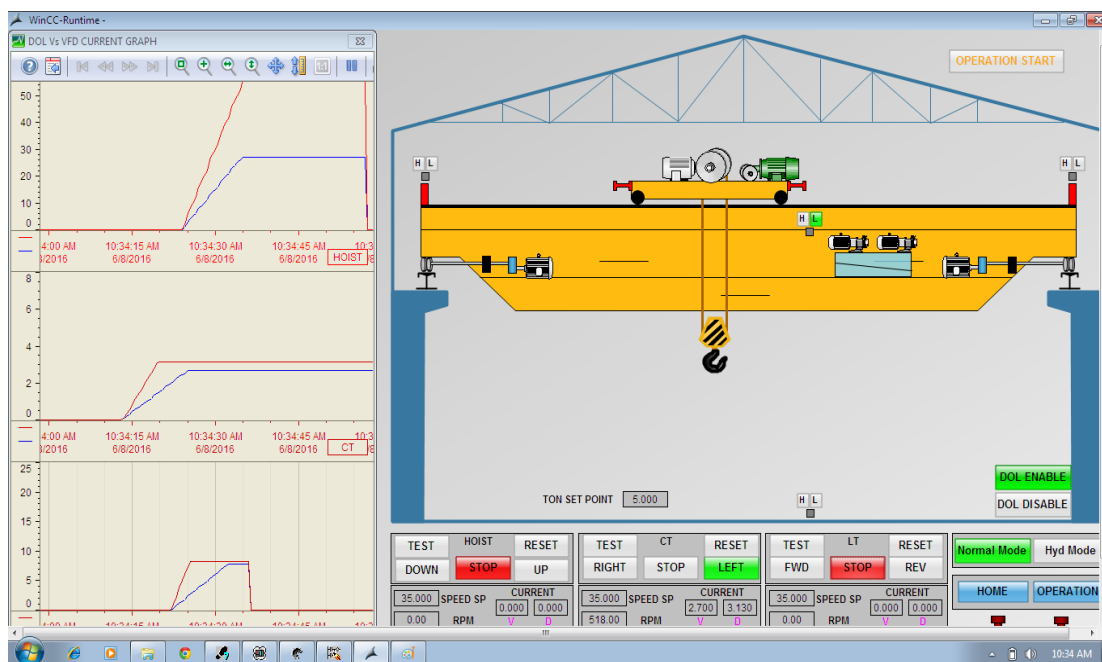 WinCC-Runtime -
DOL Vs VFD CURRENT GRAPH
OPERATION START
50
40
30
20
10
0
4:00 AM 10:34:15 AM 10:34:30 AM 10:34:45 AM 10:3
/2016 6/8/2016 6/8/2016 6/8/2016 HOIST
8
6
4
2
0
4:00 AM 10:34:15 AM 10:34:30 AM 10:34:45 AM 10:3
/2016 6/8/2016 6/8/2016 6/8/2016 CT
25
20
15
10
5
0
H L
H L
H L
DOL ENABLE
TON SET POINT 5.000
H L
DOL DISABLE
TEST HOIST RESET
DOWN STOP UP
35.000 SPEED SP CURRENT
0.000 0.000
0.00 RPM V D
TEST CT RESET
RIGHT STOP LEFT
35.000 SPEED SP CURRENT
2.700 3.130
518.00 RPM V D
TEST LT RESET
FWD STOP REV
35.000 SPEED SP CURRENT
0.000 0.000
0.00 RPM V D
Normal Mode Hyd Mode
HOME OPERATION
10:34 AM